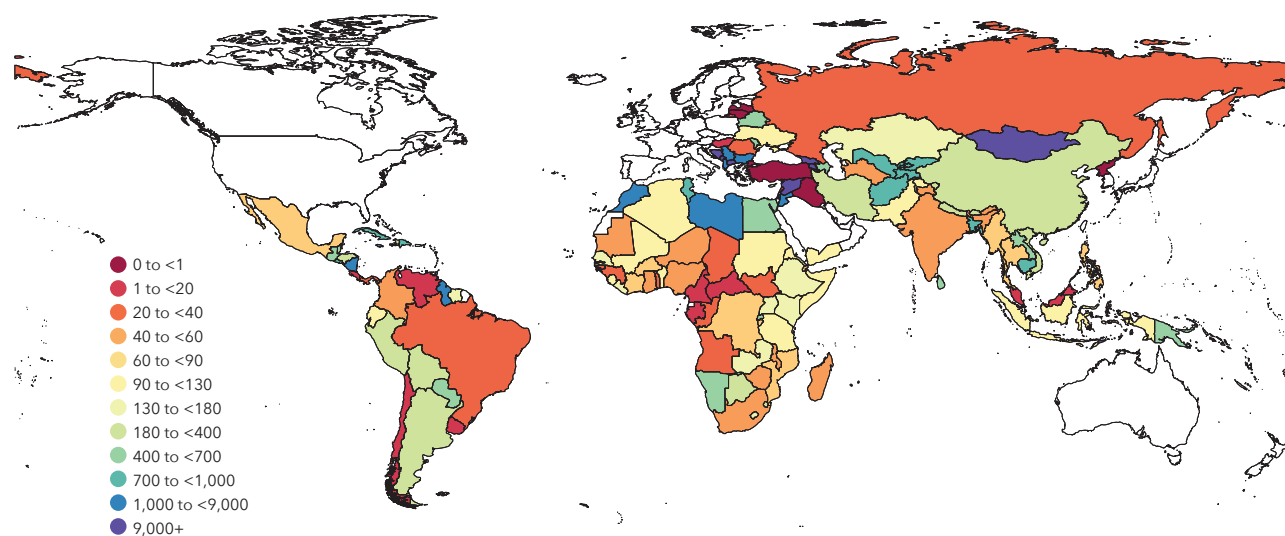 0 to <1
1 to <20
20 to <40
40 to <60
60 to <90
90 to <130
130 to <180
180 to <400
400 to <700
700 to <1,000
1,000 to <9,000
9,000+